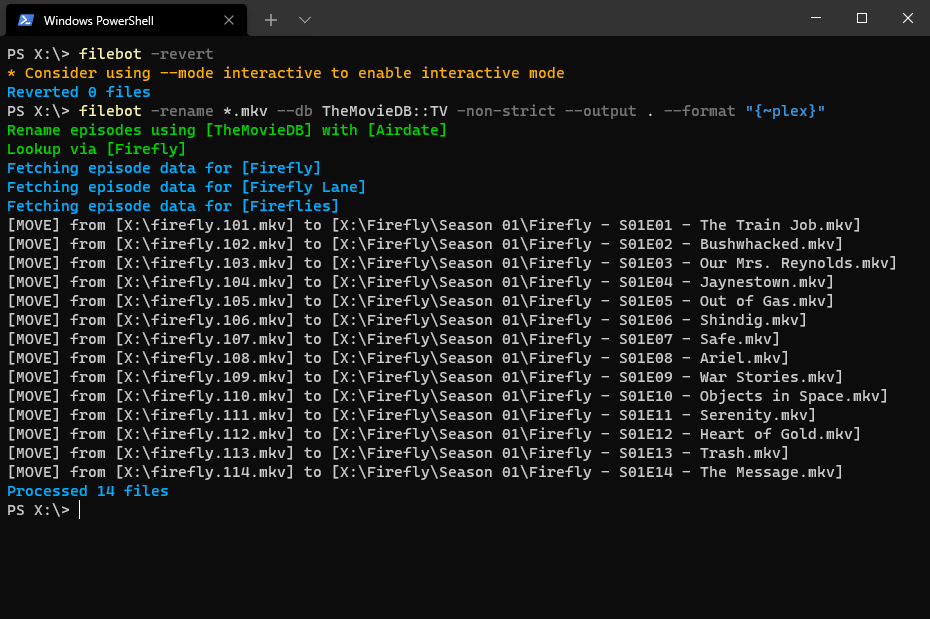 Windows PowerShell
PS X:\> filebot -revert
* Consider using --mode interactive to enable interactive mode
Reverted 0 files
PS X:\> filebot -rename *.mkv --db TheMovieDB::TV -non-strict --output . --format "{~plex}"
Rename episodes using [TheMovieDB] with [Airdate]
Lookup via [Firefly]
Fetching episode data for [Firefly]
Fetching episode data for [Firefly Lane]
Fetching episode data for [Fireflies]
[MOVE] from [X:\firefly.101.mkv] to [X:\Firefly\Season 01\Firefly - S01E01 - The Train Job.mkv]
[MOVE] from [X:\firefly.102.mkv] to [X:\Firefly\Season 01\Firefly - S01E02 - Bushwhacked.mkv]
[MOVE] from [X:\firefly.103.mkv] to [X:\Firefly\Season 01\Firefly - S01E03 - Our Mrs. Reynolds.mkv]
[MOVE] from [X:\firefly.104.mkv] to [X:\Firefly\Season 01\Firefly - S01E04 - Jaynestown.mkv]
[MOVE] from [X:\firefly.105.mkv] to [X:\Firefly\Season 01\Firefly - S01E05 - Out of Gas.mkv]
[MOVE] from [X:\firefly.106.mkv] to [X:\Firefly\Season 01\Firefly - S01E06 - Shindig.mkv]
[MOVE] from [X:\firefly.107.mkv] to [X:\Firefly\Season 01\Firefly - S01E07 - Safe.mkv]
[MOVE] from [X:\firefly.108.mkv] to [X:\Firefly\Season 01\Firefly - S01E08 - Ariel.mkv]
[MOVE] from [X:\firefly.109.mkv] to [X:\Firefly\Season 01\Firefly - S01E09 - War Stories.mkv]
[MOVE] from [X:\firefly.110.mkv] to [X:\Firefly\Season 01\Firefly - S01E10 - Objects in Space.mkv]
[MOVE] from [X:\firefly.111.mkv] to [X:\Firefly\Season 01\Firefly - S01E11 - Serenity.mkv]
[MOVE] from [X:\firefly.112.mkv] to [X:\Firefly\Season 01\Firefly - S01E12 - Heart of Gold.mkv]
[MOVE] from [X:\firefly.113.mkv] to [X:\Firefly\Season 01\Firefly - S01E13 - Trash.mkv]
[MOVE] from [X:\firefly.114.mkv] to [X:\Firefly\Season 01\Firefly - S01E14 - The Message.mkv]
Processed 14 files
PS X:\>